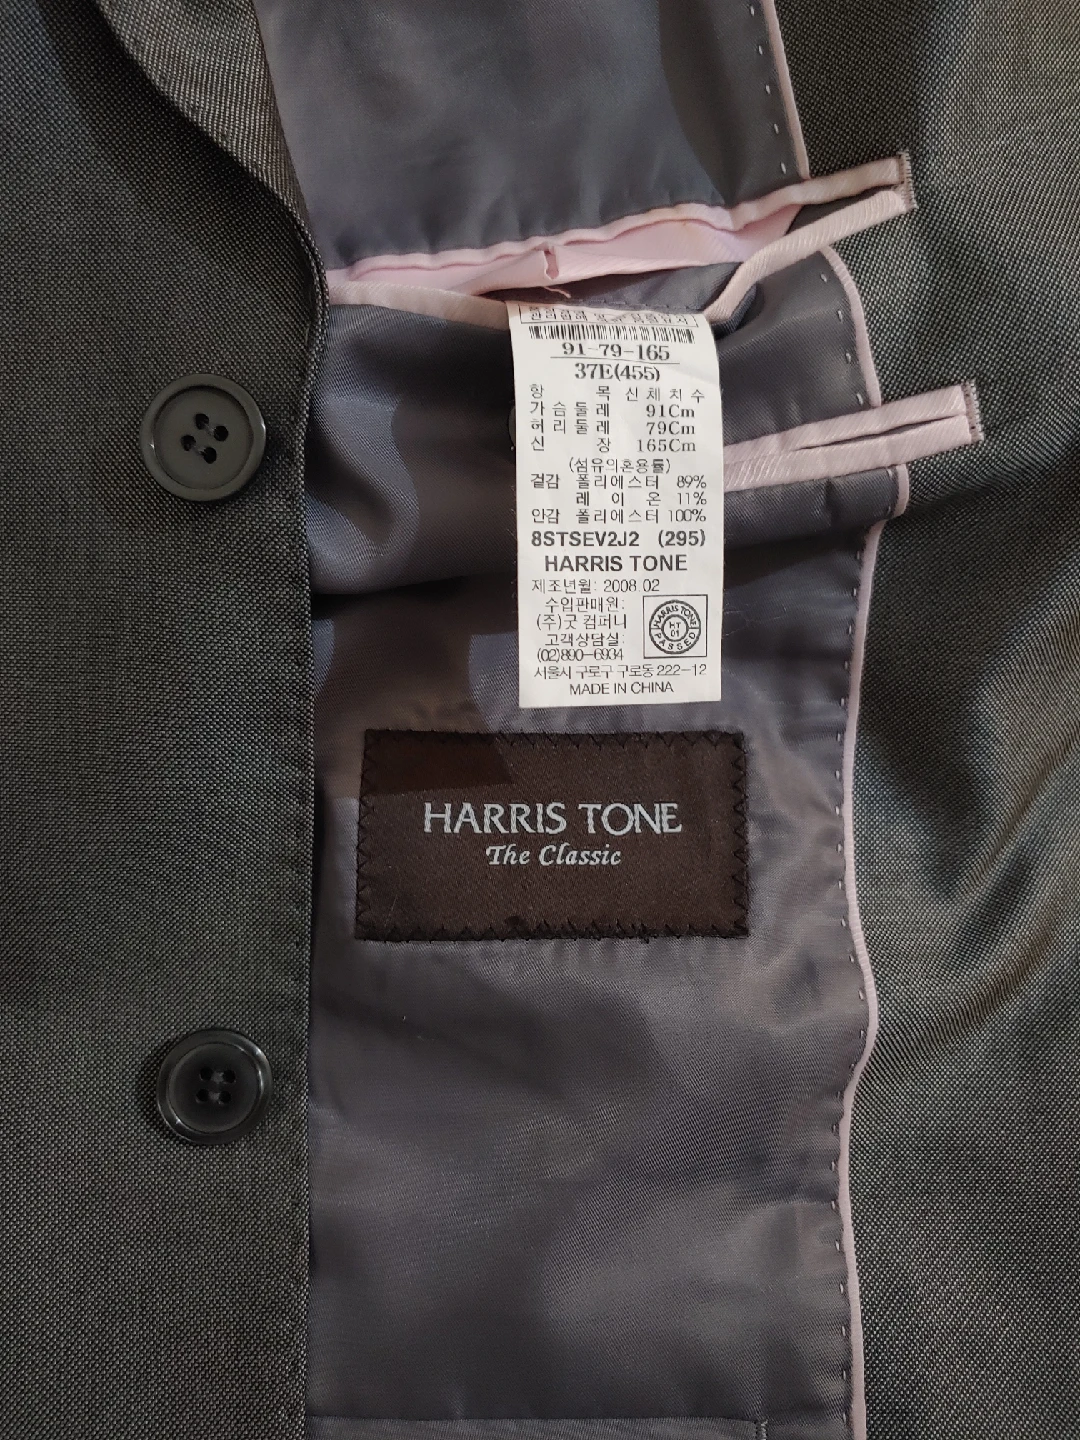 91-79-165
37E(455)
항 목 신체치수
가슴둘레 91Cm
허리둘레 79Cm
신 장 165Cm
(섬유의혼용률)
겉감 폴리에스터 89%
레 이 온 11%
안감 폴리에스터 100%
8STSEV2J2 (295)
HARRIS TONE
제조년월: 2008.02
수입판매원:
(주)굿 컴퍼니
고객상담실:
(02)890-6934
HARRIS TONE
HT
01
PASSED
서울시 구로구 구로동 222-12
MADE IN CHINA
HARRIS TONE
The Classic